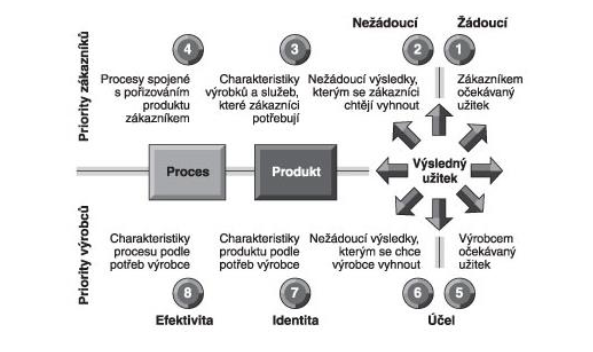 Nežádoucí
Žádoucí
Priority zákazníků
4
3
2
1
Procesy spojené
s pořizováním
produktu
zákazníkem
Charakteristiky
výrobků a služeb,
které zákazníci
potřebují
Nežádoucí výsledky,
kterým se zákazníci
chtějí vyhnout
Zákazníkem
očekávaný
užitek
Proces
Produkt
Výsledný
užitek
Priority výrobců
Charakteristiky
procesu podle
potřeb výrobce
Charakteristiky
produktu podle
potřeb výrobce
Nežádoucí výsledky,
kterým se chce
výrobce vyhnout
Výrobcem
očekávaný
užitek
8
7
6
5
Efektivita
Identita
Účel